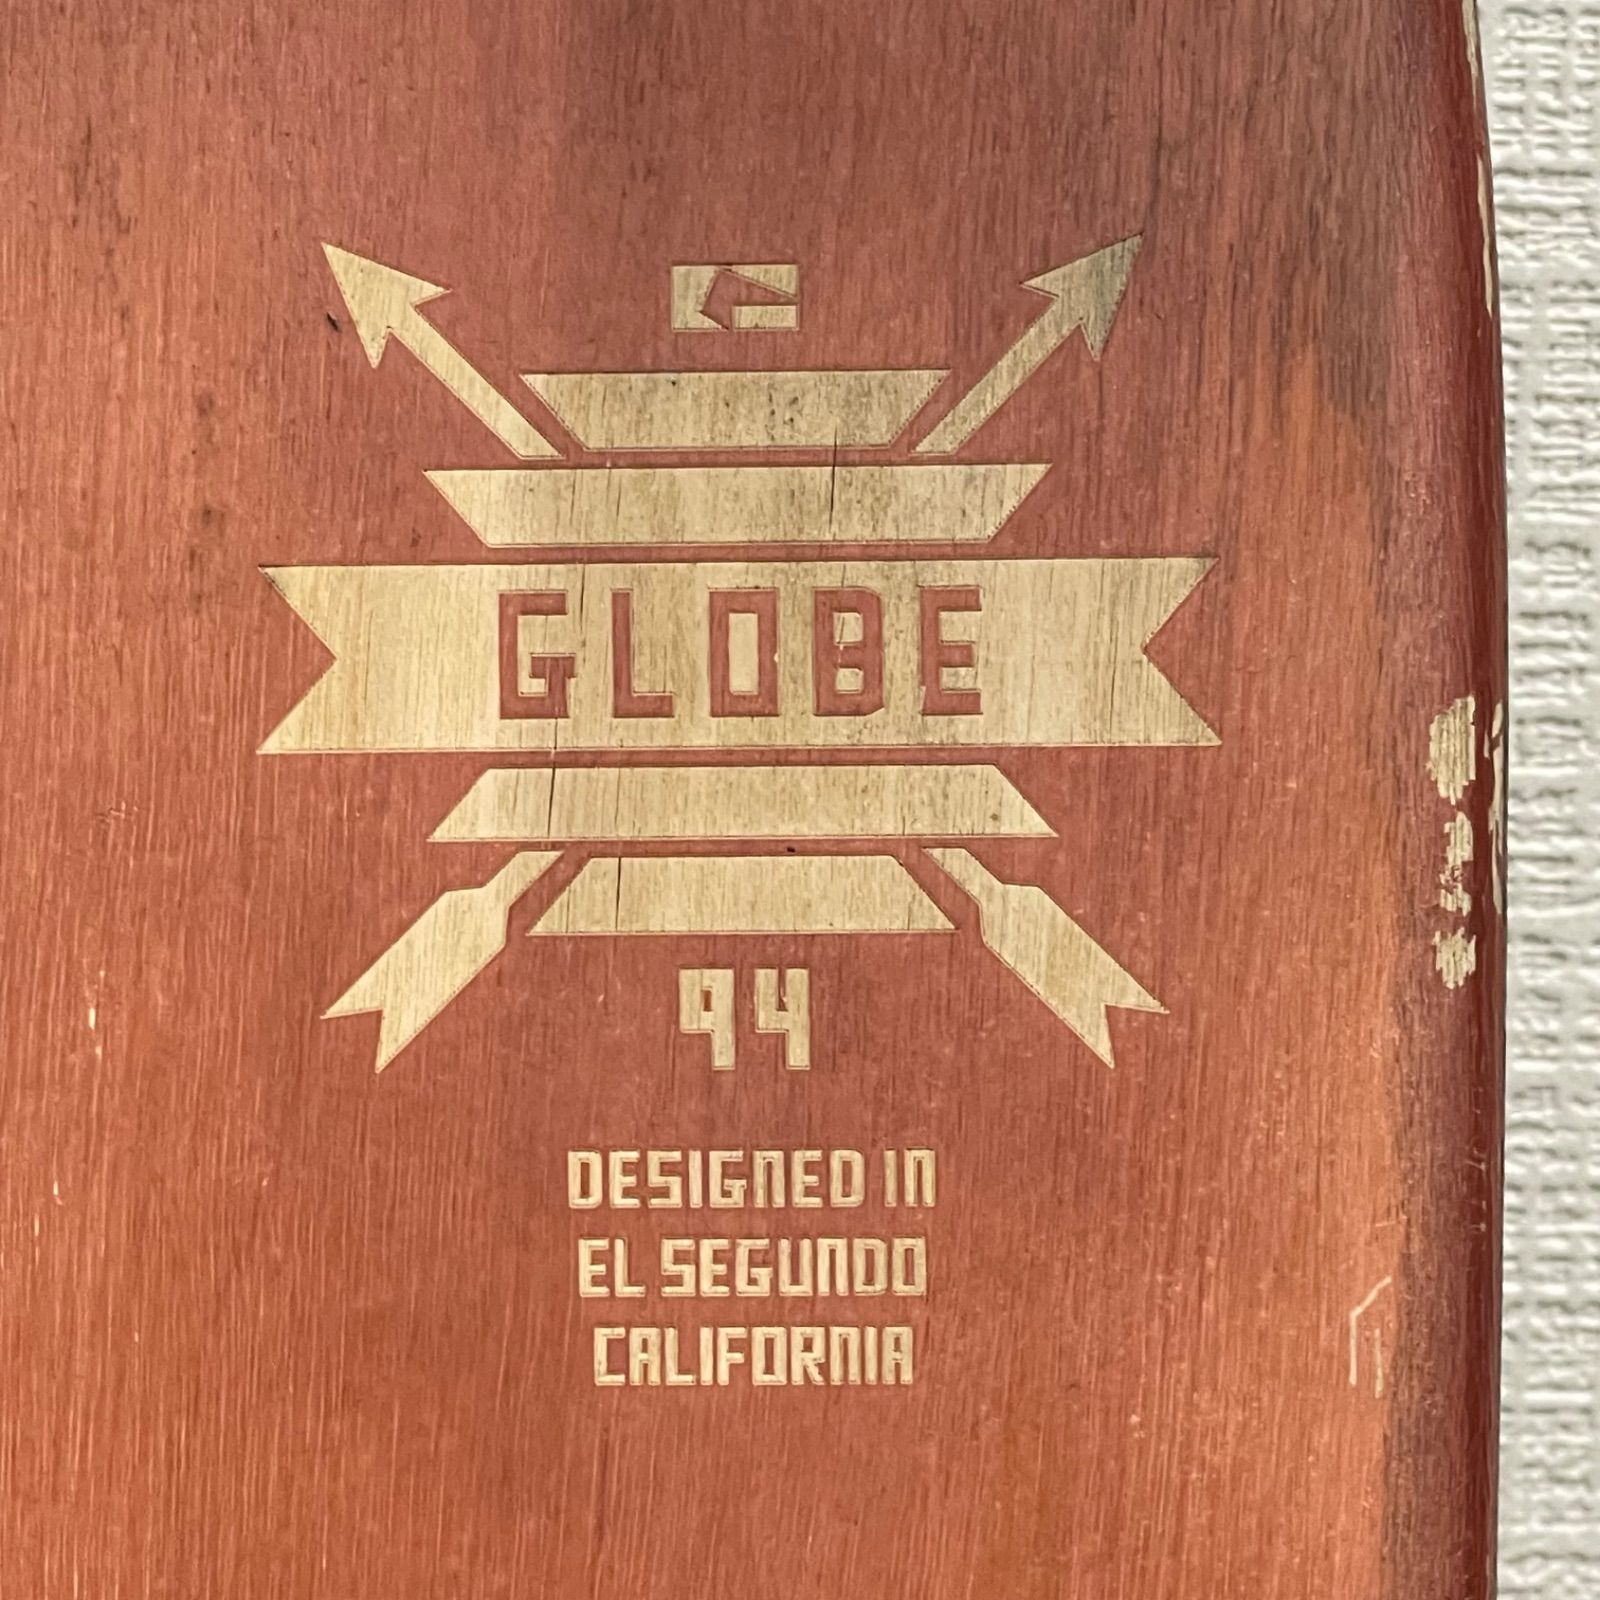 G
GLOBE
94
DESIGNED IN
EL SEGUNDO
CALIFORNIA